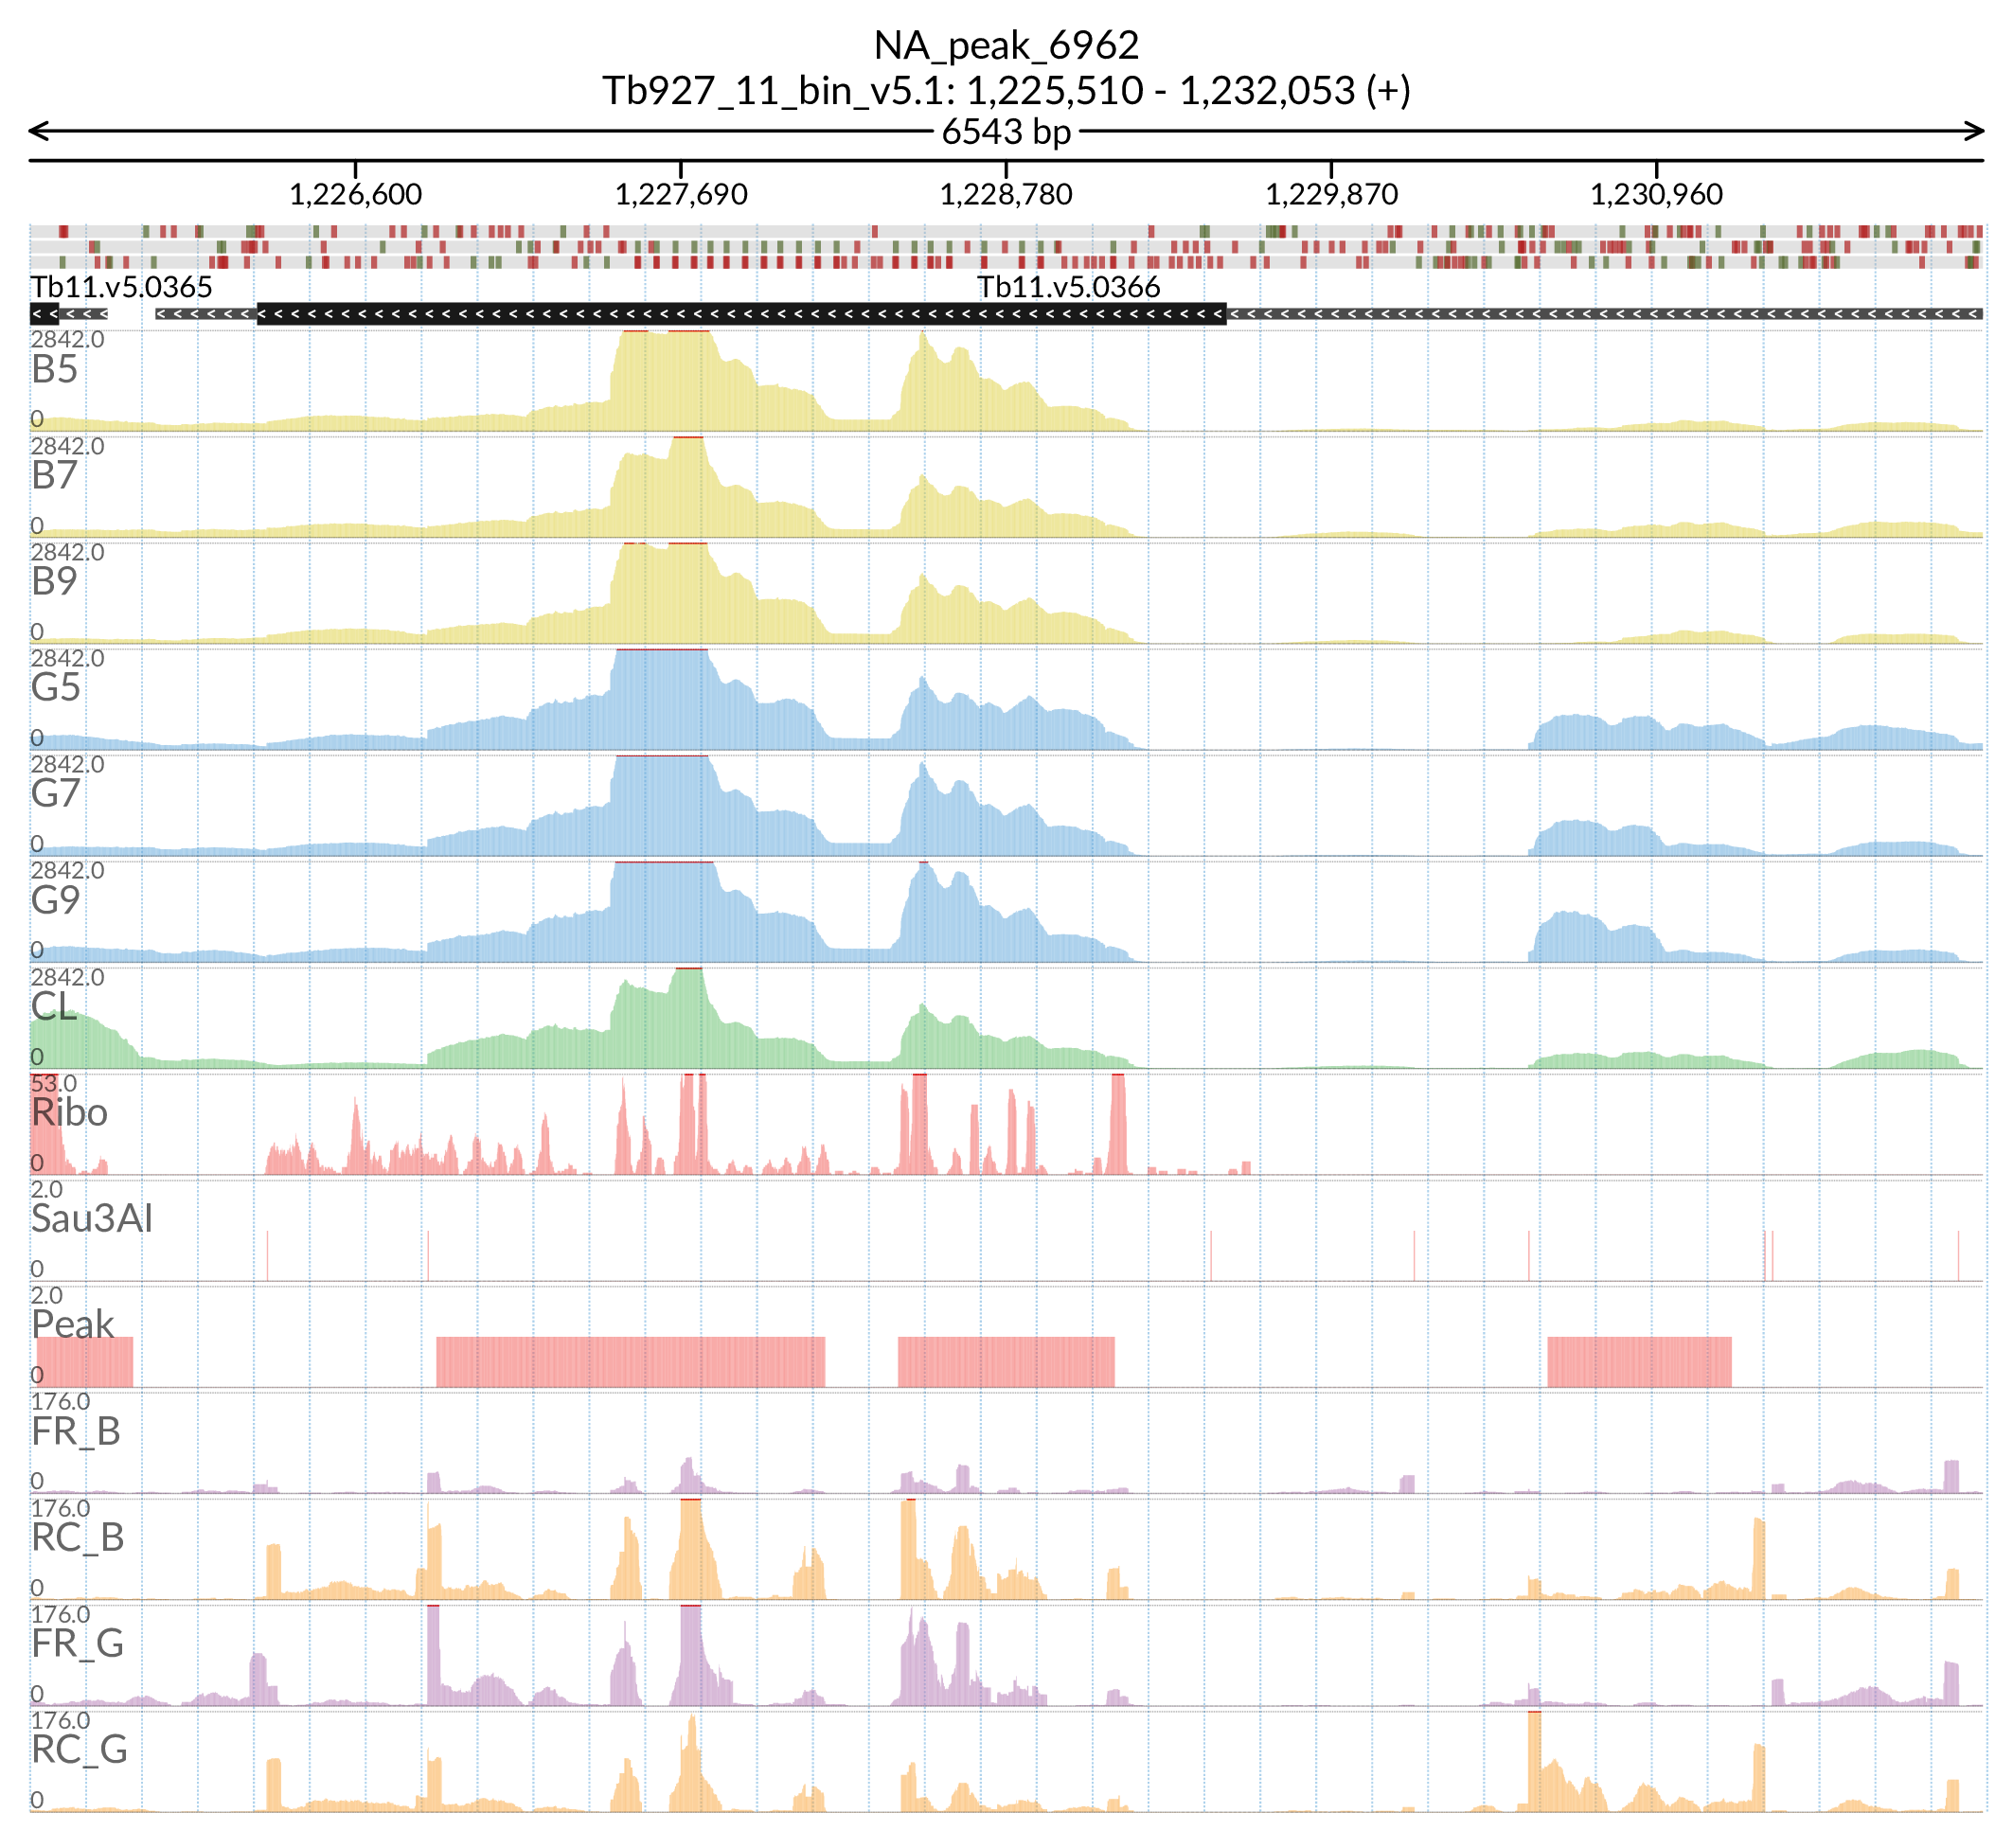 NA_peak_6962
Tb927_11_bin_v5.1: 1,225,510 - 1,232,053 (+)
6543 bp
1,226,600 1,227,690 1,228,780 1,229,870 1,230,960
Tb11.v5.0365 Tb11.v5.0366
2842.0
B5
0
2842.0
B7
0
2842.0
B9
0
2842.0
G5
0
2842.0
G7
0
2842.0
G9
0
2842.0
CL
0
53.0
Ribo
0
2.0
Sau3AI
0
2.0
Peak
0
176.0
FR_B
0
176.0
RC_B
0
176.0
FR_G
0
176.0
RC_G
0